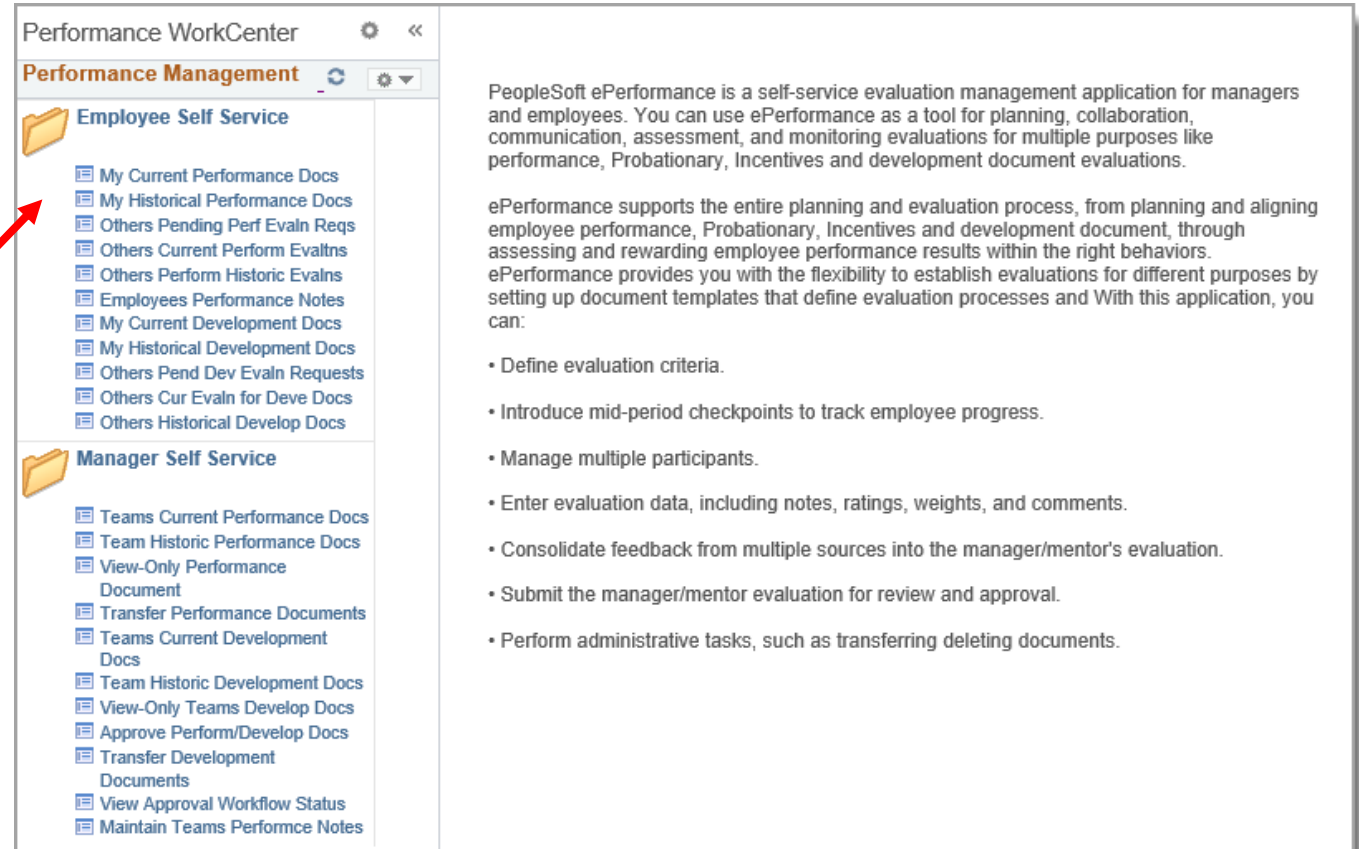 Performance WorkCenter
Performance Management
Employee Self Service
My Current Performance Docs
My Historical Performance Docs
Others Pending Perf Evaln Reqs
Others Current Perform Evaltns
Others Perform Historic Evalns
Employees Performance Notes
My Current Development Docs
My Historical Development Docs
Others Pend Dev Evaln Requests
Others Cur Evaln for Deve Docs
Others Historical Develop Docs
Manager Self Service
Teams Current Performance Docs
Team Historic Performance Docs
View-Only Performance
Document
Transfer Performance Documents
Teams Current Development
Docs
Team Historic Development Docs
View-Only Teams Develop Docs
Approve Perform/Develop Docs
Transfer Development
Documents
View Approval Workflow Status
Maintain Teams Performce Notes
PeopleSoft ePerformance is a self-service evaluation management application for managers
and employees. You can use ePerformance as a tool for planning, collaboration,
communication, assessment, and monitoring evaluations for multiple purposes like
performance, Probationary, Incentives and development document evaluations.
ePerformance supports the entire planning and evaluation process, from planning and aligning
employee performance, Probationary, Incentives and development document, through
assessing and rewarding employee performance results within the right behaviors.
ePerformance provides you with the flexibility to establish evaluations for different purposes by
setting up document templates that define evaluation processes and With this application, you
can:
• Define evaluation criteria.
• Introduce mid-period checkpoints to track employee progress.
• Manage multiple participants.
• Enter evaluation data, including notes, ratings, weights, and comments.
• Consolidate feedback from multiple sources into the manager/mentor's evaluation.
• Submit the manager/mentor evaluation for review and approval.
• Perform administrative tasks, such as transferring deleting documents.